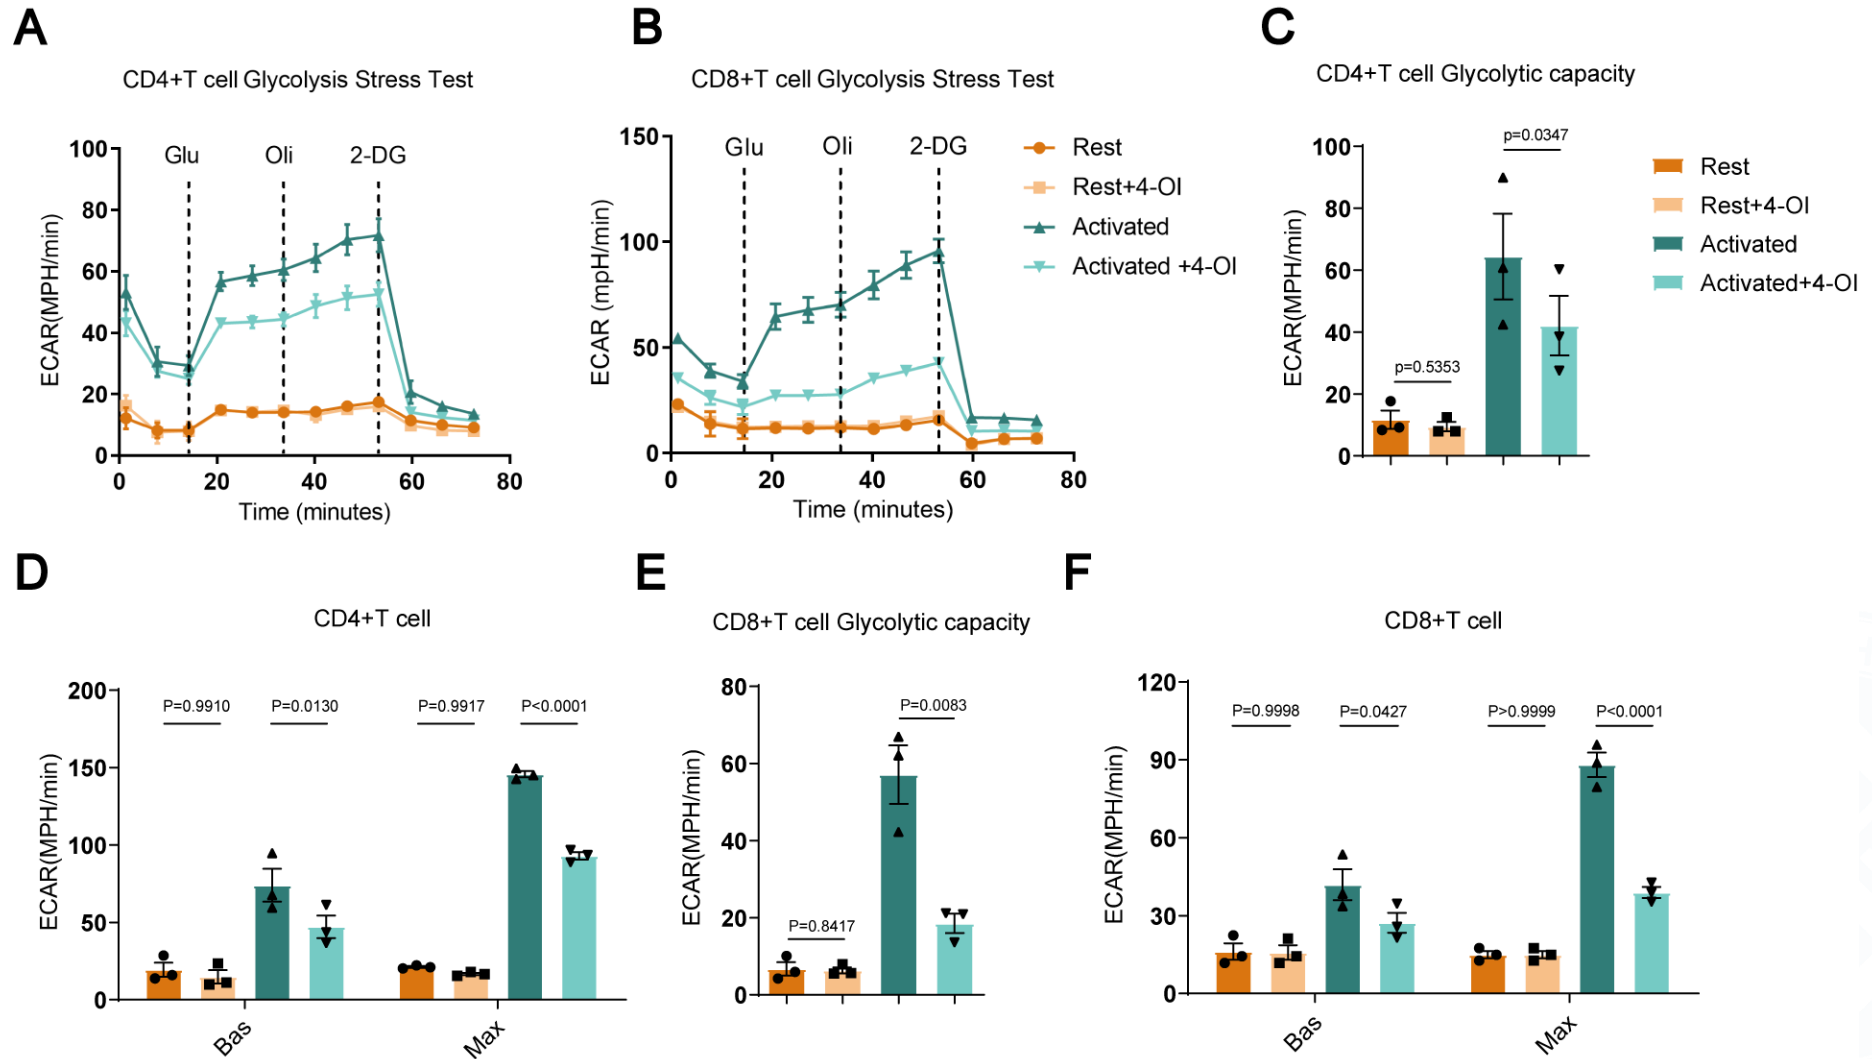 A
CD4+T cell Glycolysis Stress Test
Glu Oli 2-DG
ECAR(MPH/min)
100
80
60
40
20
0
0 20 40 60 80
Time (minutes)
B
CD8+T cell Glycolysis Stress Test
Glu Oli 2-DG
ECAR (mpH/min)
150
100
50
0
0 20 40 60 80
Time (minutes)
Rest
Rest+4-OI
Activated
Activated +4-OI
C
CD4+T cell Glycolytic capacity
ECAR(MPH/min)
100
80
60
40
20
0
p=0.5353
p=0.0347
Rest
Rest+4-OI
Activated
Activated+4-OI
D
CD4+T cell
ECAR(MPH/min)
200
150
100
50
0
P=0.9910 P=0.0130 P=0.9917 P<0.0001
Bas Max
E
CD8+T cell Glycolytic capacity
ECAR(MPH/min)
80
60
40
20
0
P=0.8417
P=0.0083
F
CD8+T cell
ECAR(MPH/min)
120
90
60
30
0
P=0.9998 P=0.0427 P>0.9999 P<0.0001
Bas Max